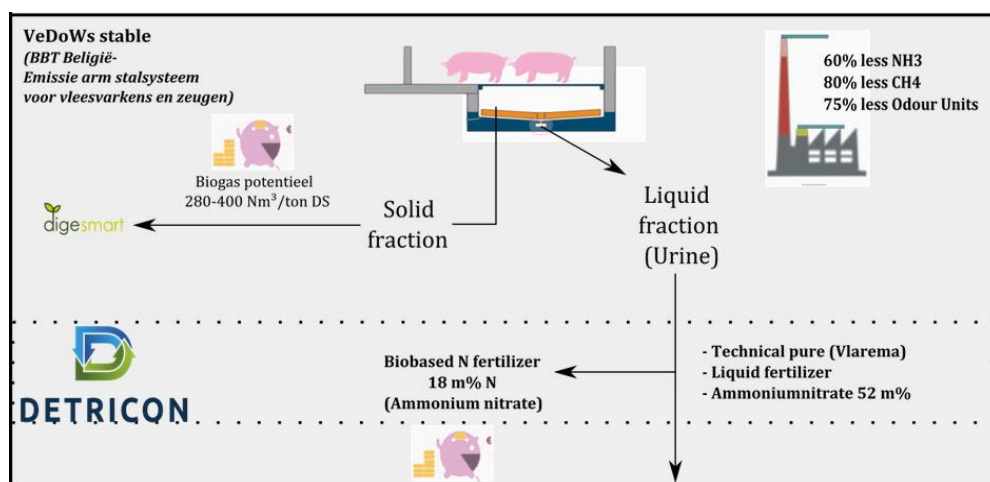 VeDoWs stable
(BBT België-
Emissie arm stalsysteem
voor vleesvarkens en zeugen)
60% less NH3
80% less CH4
75% less Odour Units
Biogas potentieel
280-400 Nm³/ton DS
digesmart
Solid
fraction
Liquid
fraction
(Urine)
DETRICON
Biobased N fertilizer
18 m% N
(Ammonium nitrate)
- Technical pure (Vlarema)
- Liquid fertilizer
- Ammoniumnitrate 52 m%